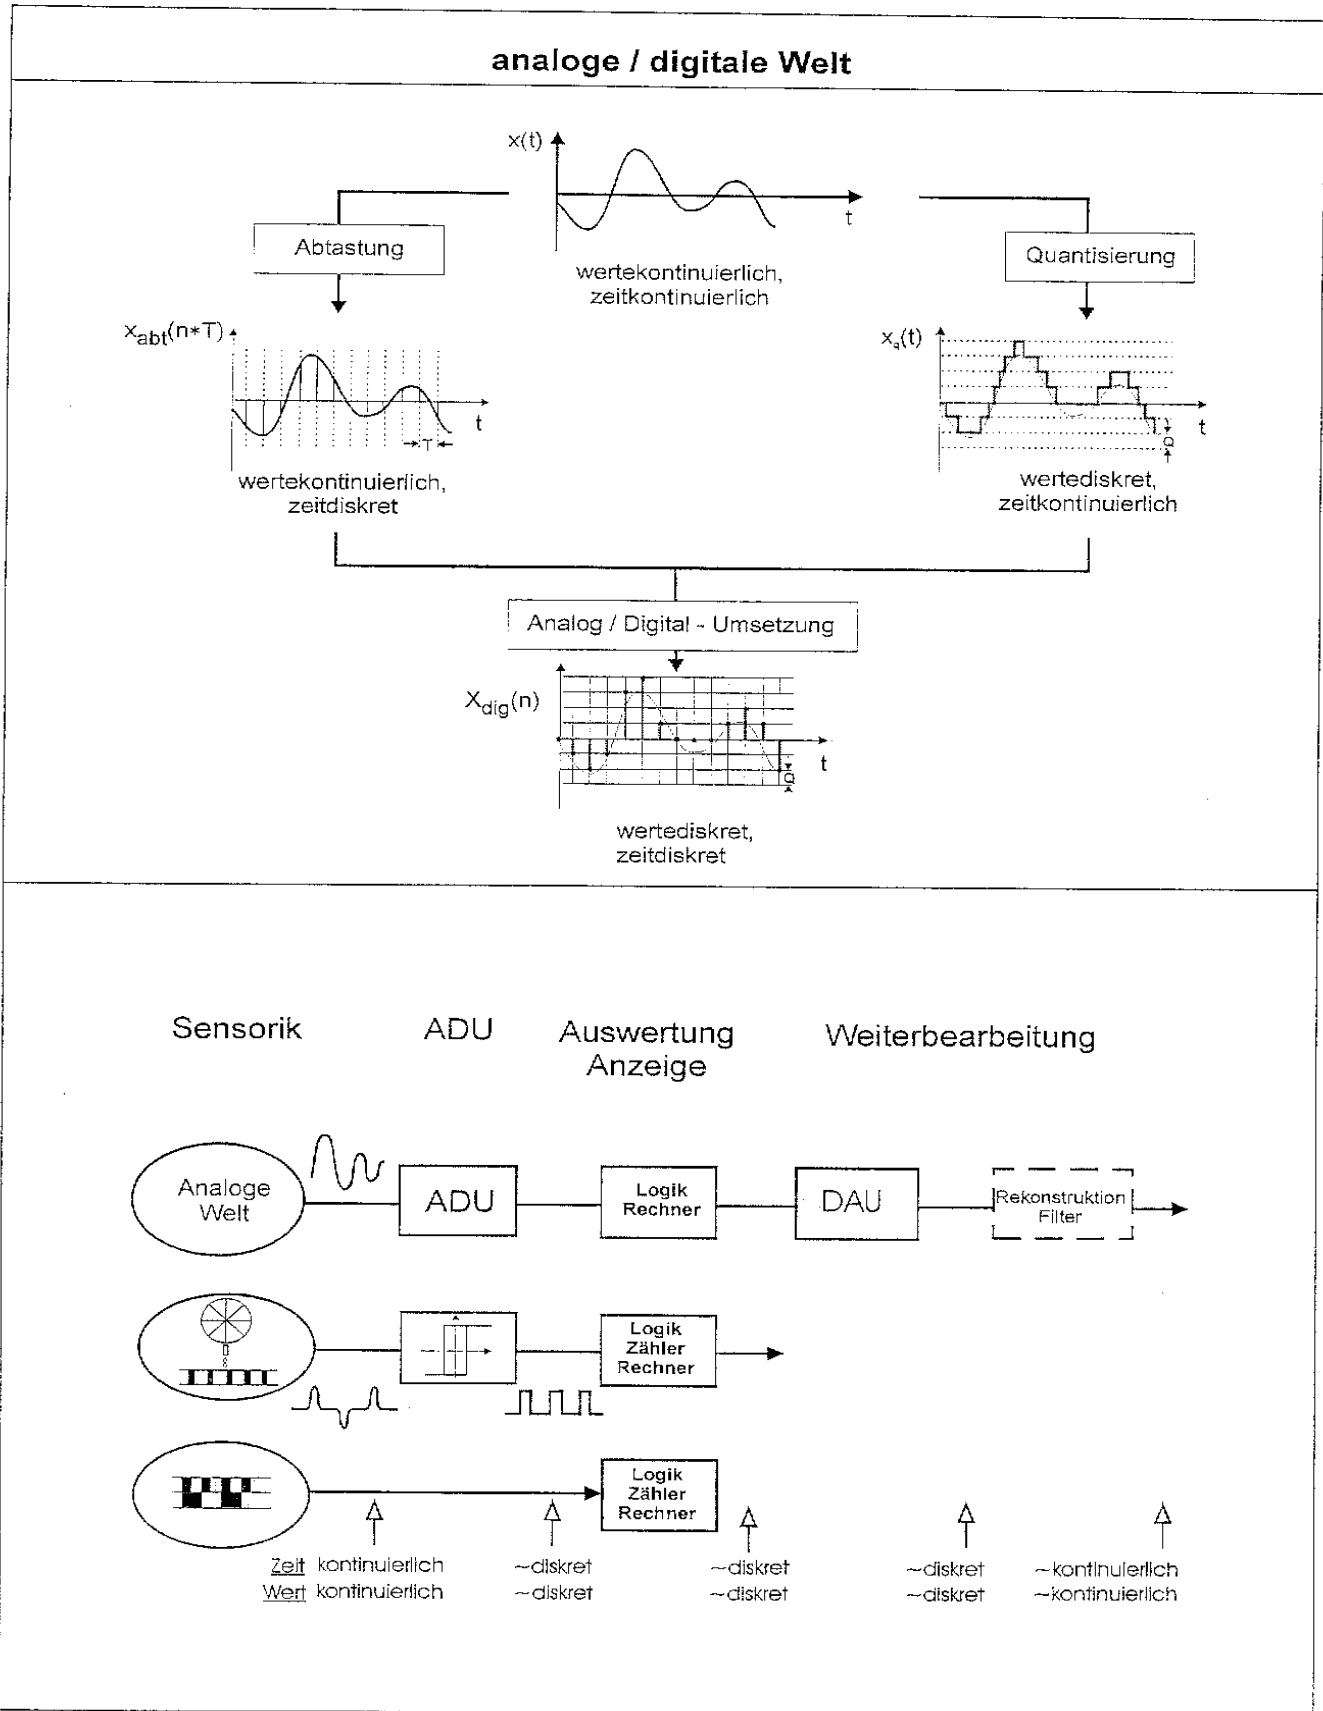 analoge / digitale Welt
x(t)
t
Abtastung
Quantisierung
wertekontinuierlich,
zeitkontinuierlich
xabt(n*T)
t
T
xq(t)
t
Q
wertekontinuierlich,
zeitdiskret
wertediskret,
zeitkontinuierlich
Analog / Digital - Umsetzung
Xdig(n)
t
Q
wertediskret,
zeitdiskret
Sensorik ADU Auswertung Weiterbearbeitung
Anzeige
Analoge
Welt
ADU
Logik
Rechner
DAU
Rekonstruktion
Filter
Logik
Zähler
Rechner
Logik
Zähler
Rechner
Zeit kontinuierlich ~diskret ~diskret ~diskret ~kontinuierlich
Wert kontinuierlich ~diskret ~diskret ~diskret ~kontinuierlich